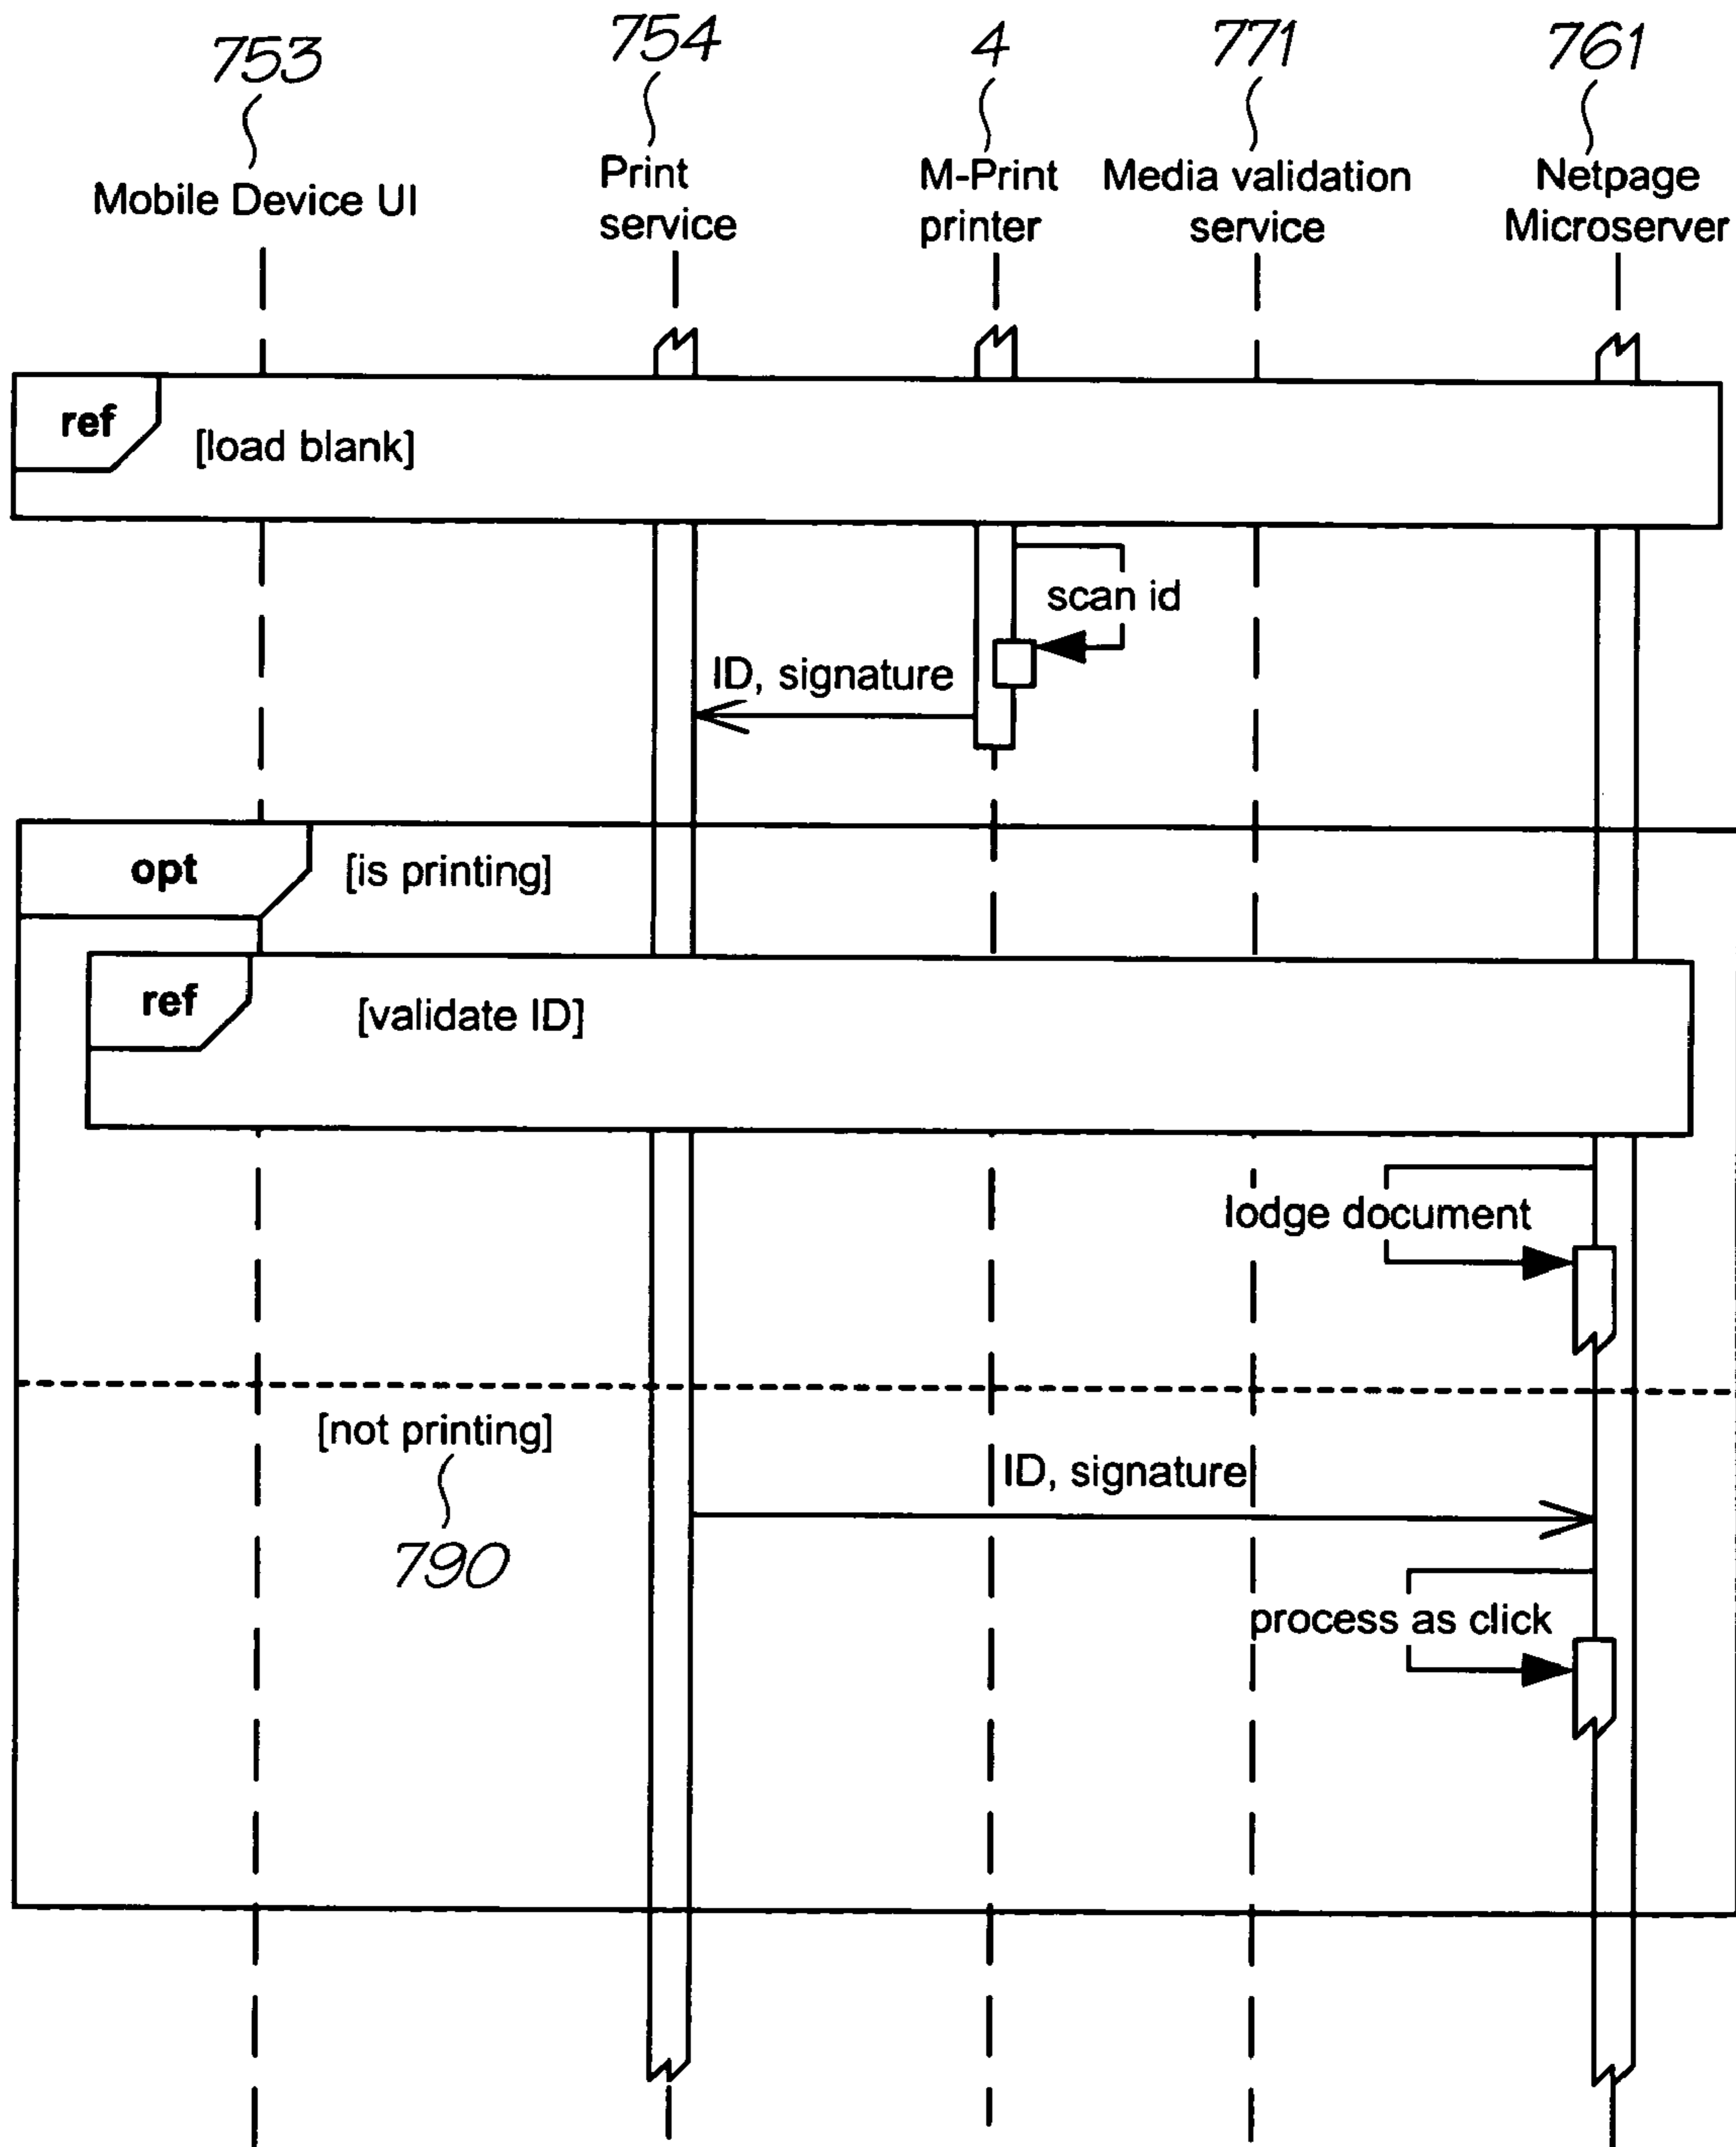 753
754
4
771
761
Mobile Device UI
Print
service
M-Print
printer
Media validation
service
Netpage
Microserver
ref
[load blank]
scan id
ID, signature
opt
[is printing]
ref
[validate ID]
lodge document
[not printing]
790
ID, signature
process as click